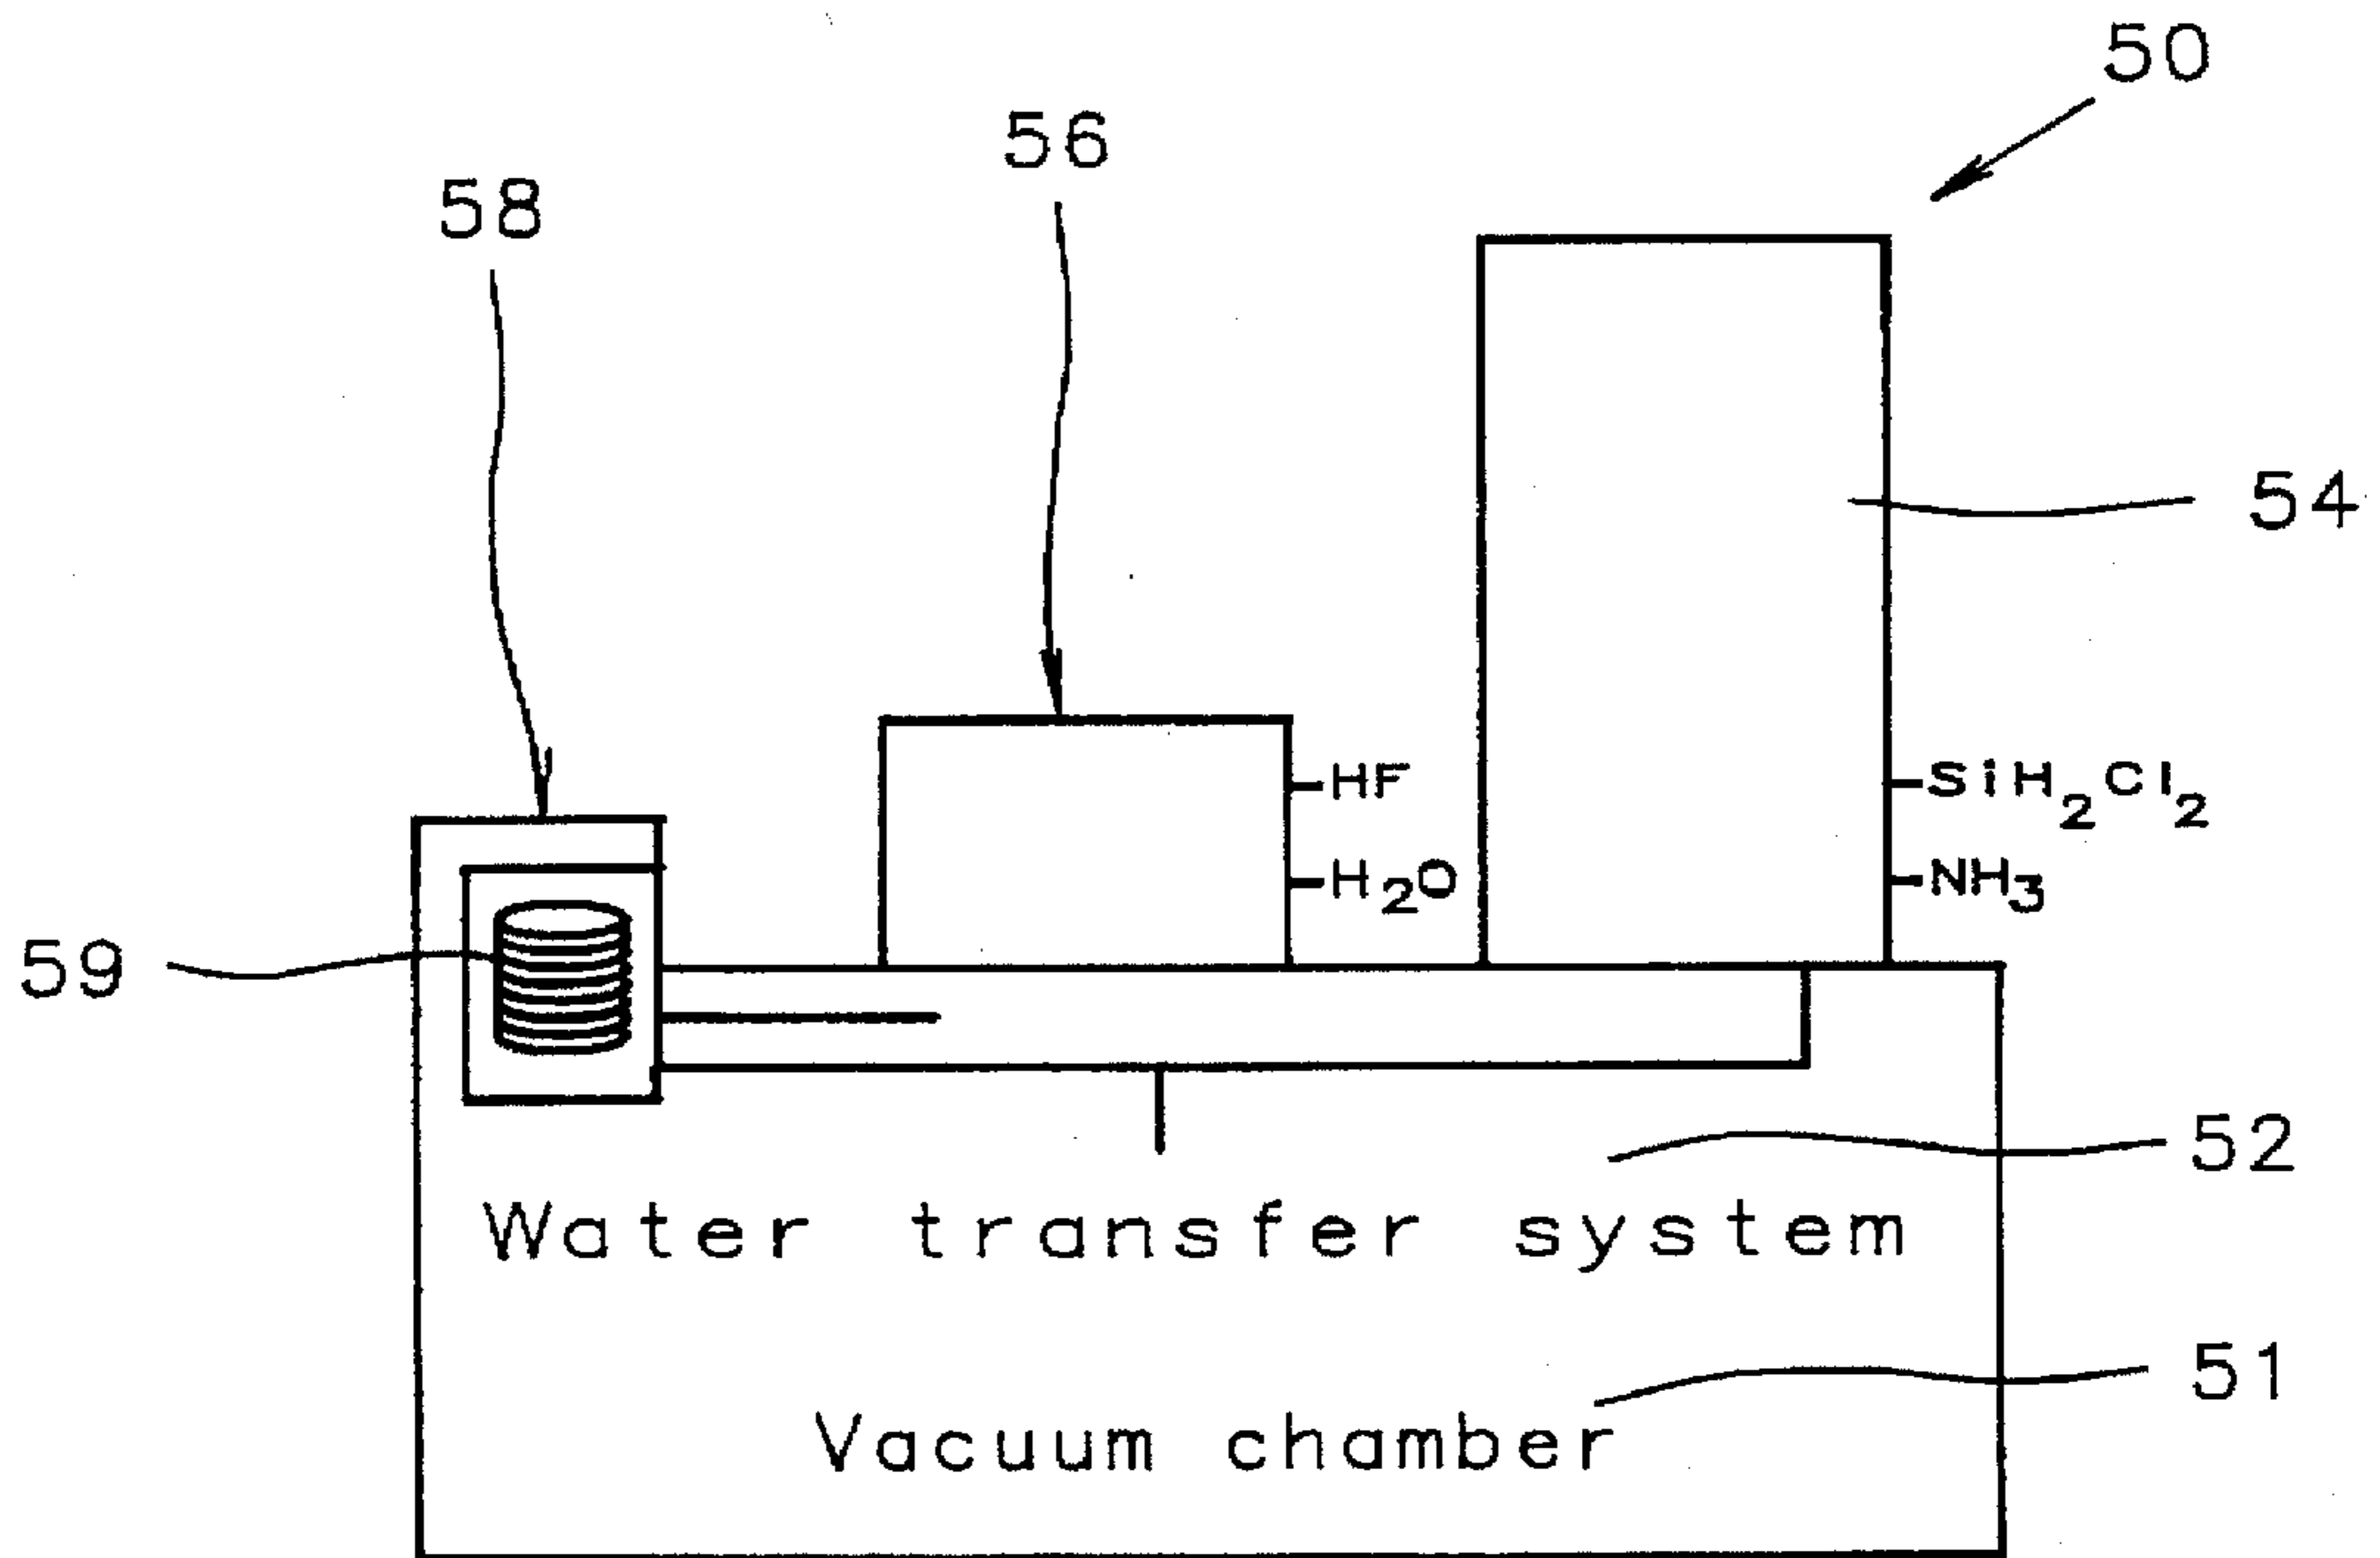 50
56
58
54
HF
SiH2Cl2
H2O
NH3
59
52
Water transfer system
51
Vacuum chamber